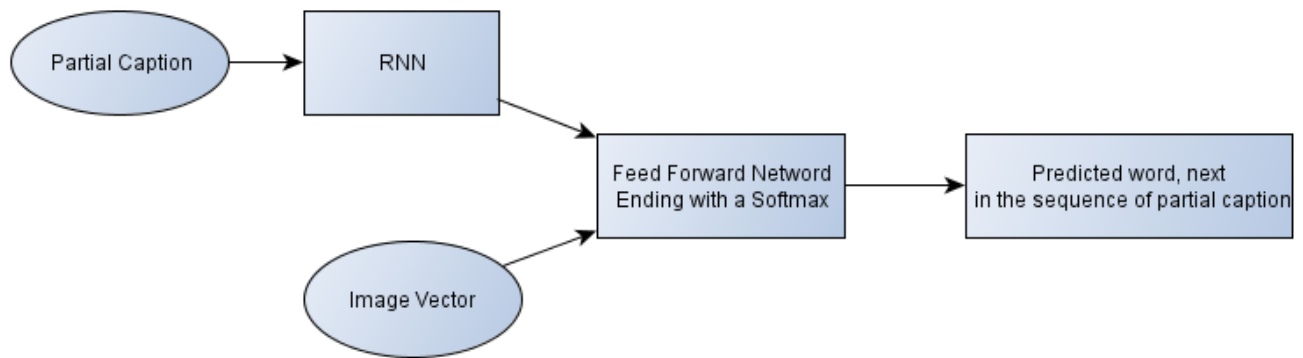 Partial Caption
RNN
Feed Forward Netword
Ending with a Softmax
Predicted word, next
in the sequence of partial caption
Image Vector